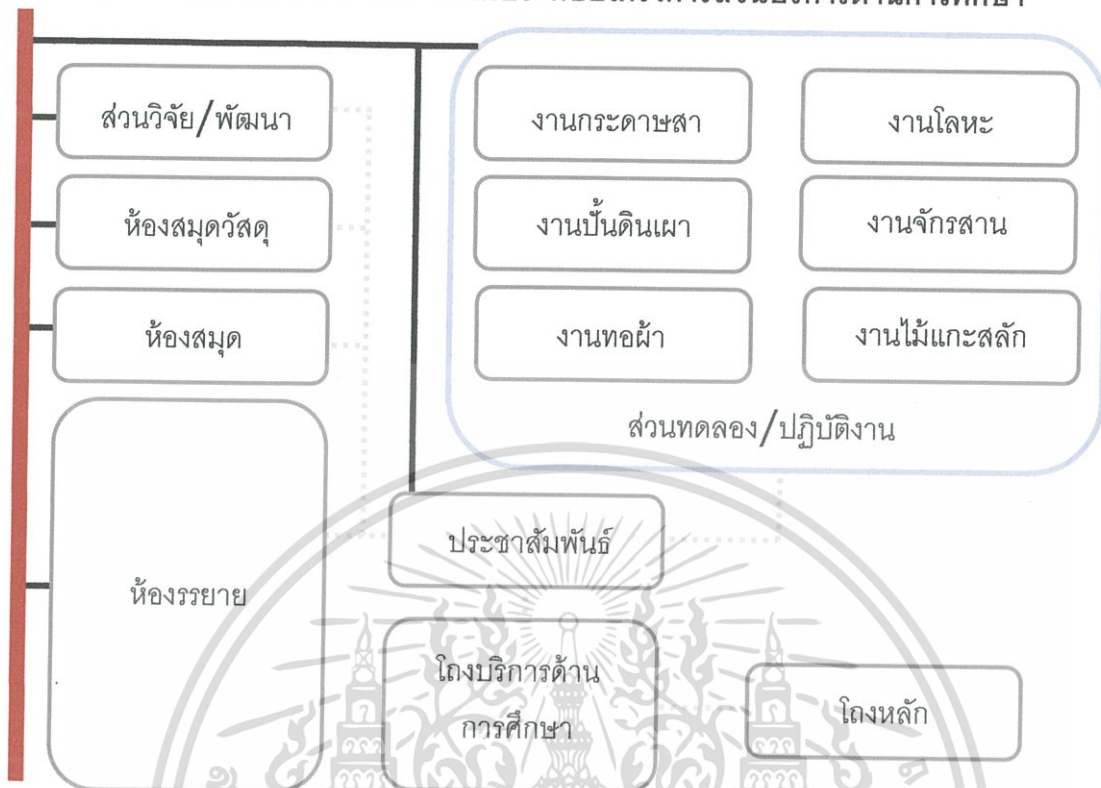 ส่วนวิจัย/พัฒนา
ห้องสมุดวัสดุ
ห้องสมุด
ห้องรรยาย
งานกระดาษสา
งานโลหะ
งานปั้นดินเผา
งานจักรสาน
งานทอผ้า
งานไม้แกะสลัก
ส่วนทดลอง/ปฏิบัติงาน
ประชาสัมพันธ์
โถงบริการด้าน
การศึกษา
โถงหลัก